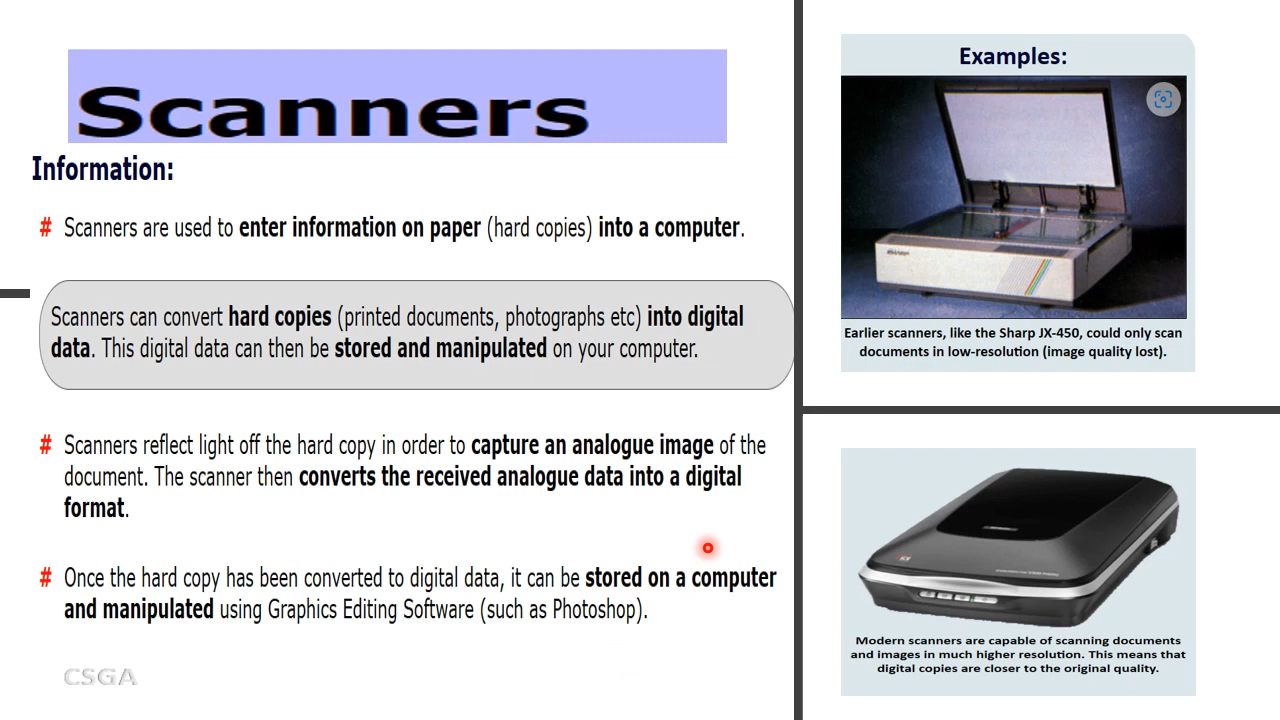 Scanners
Information:
# Scanners are used to enter information on paper (hard copies) into a computer.
Scanners can convert hard copies (printed documents, photographs etc) into digital
data. This digital data can then be stored and manipulated on your computer.
# Scanners reflect light off the hard copy in order to capture an analogue image of the
document. The scanner then converts the received analogue data into a digital
format.
# Once the hard copy has been converted to digital data, it can be stored on a computer
and manipulated using Graphics Editing Software (such as Photoshop).
CSGA
Examples:
Earlier scanners, like the Sharp JX-450, could only scan
documents in low-resolution (image quality lost).
Modern scanners are capable of scanning documents
and images in much higher resolution. This means that
digital copies are closer to the original quality.